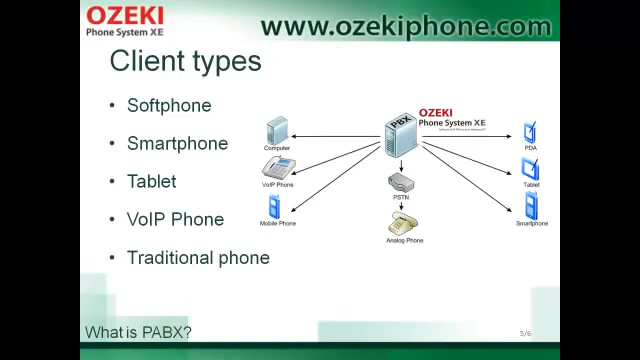 OZEKI
Phone System XE
www.ozekiphone.com
Client types
• Softphone
• Smartphone
• Tablet
• VoIP Phone
• Traditional phone
PBX
OZEKI
Phone System XE
Computer
VoIP Phone
Mobile Phone
PSTN
Analog Phone
PDA
Tablet
Smartphone
What is PABX?
5/6